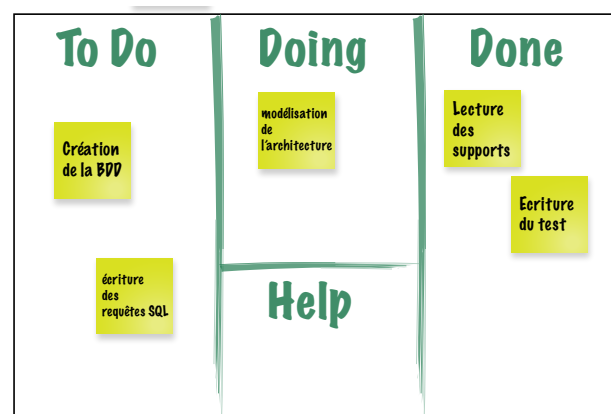 To Do
Création
de la BDD
écriture
des
requêtes SQL
Doing
modélisation
de
l'architecture
Help
Done
Lecture
des
supports
Ecriture
du test